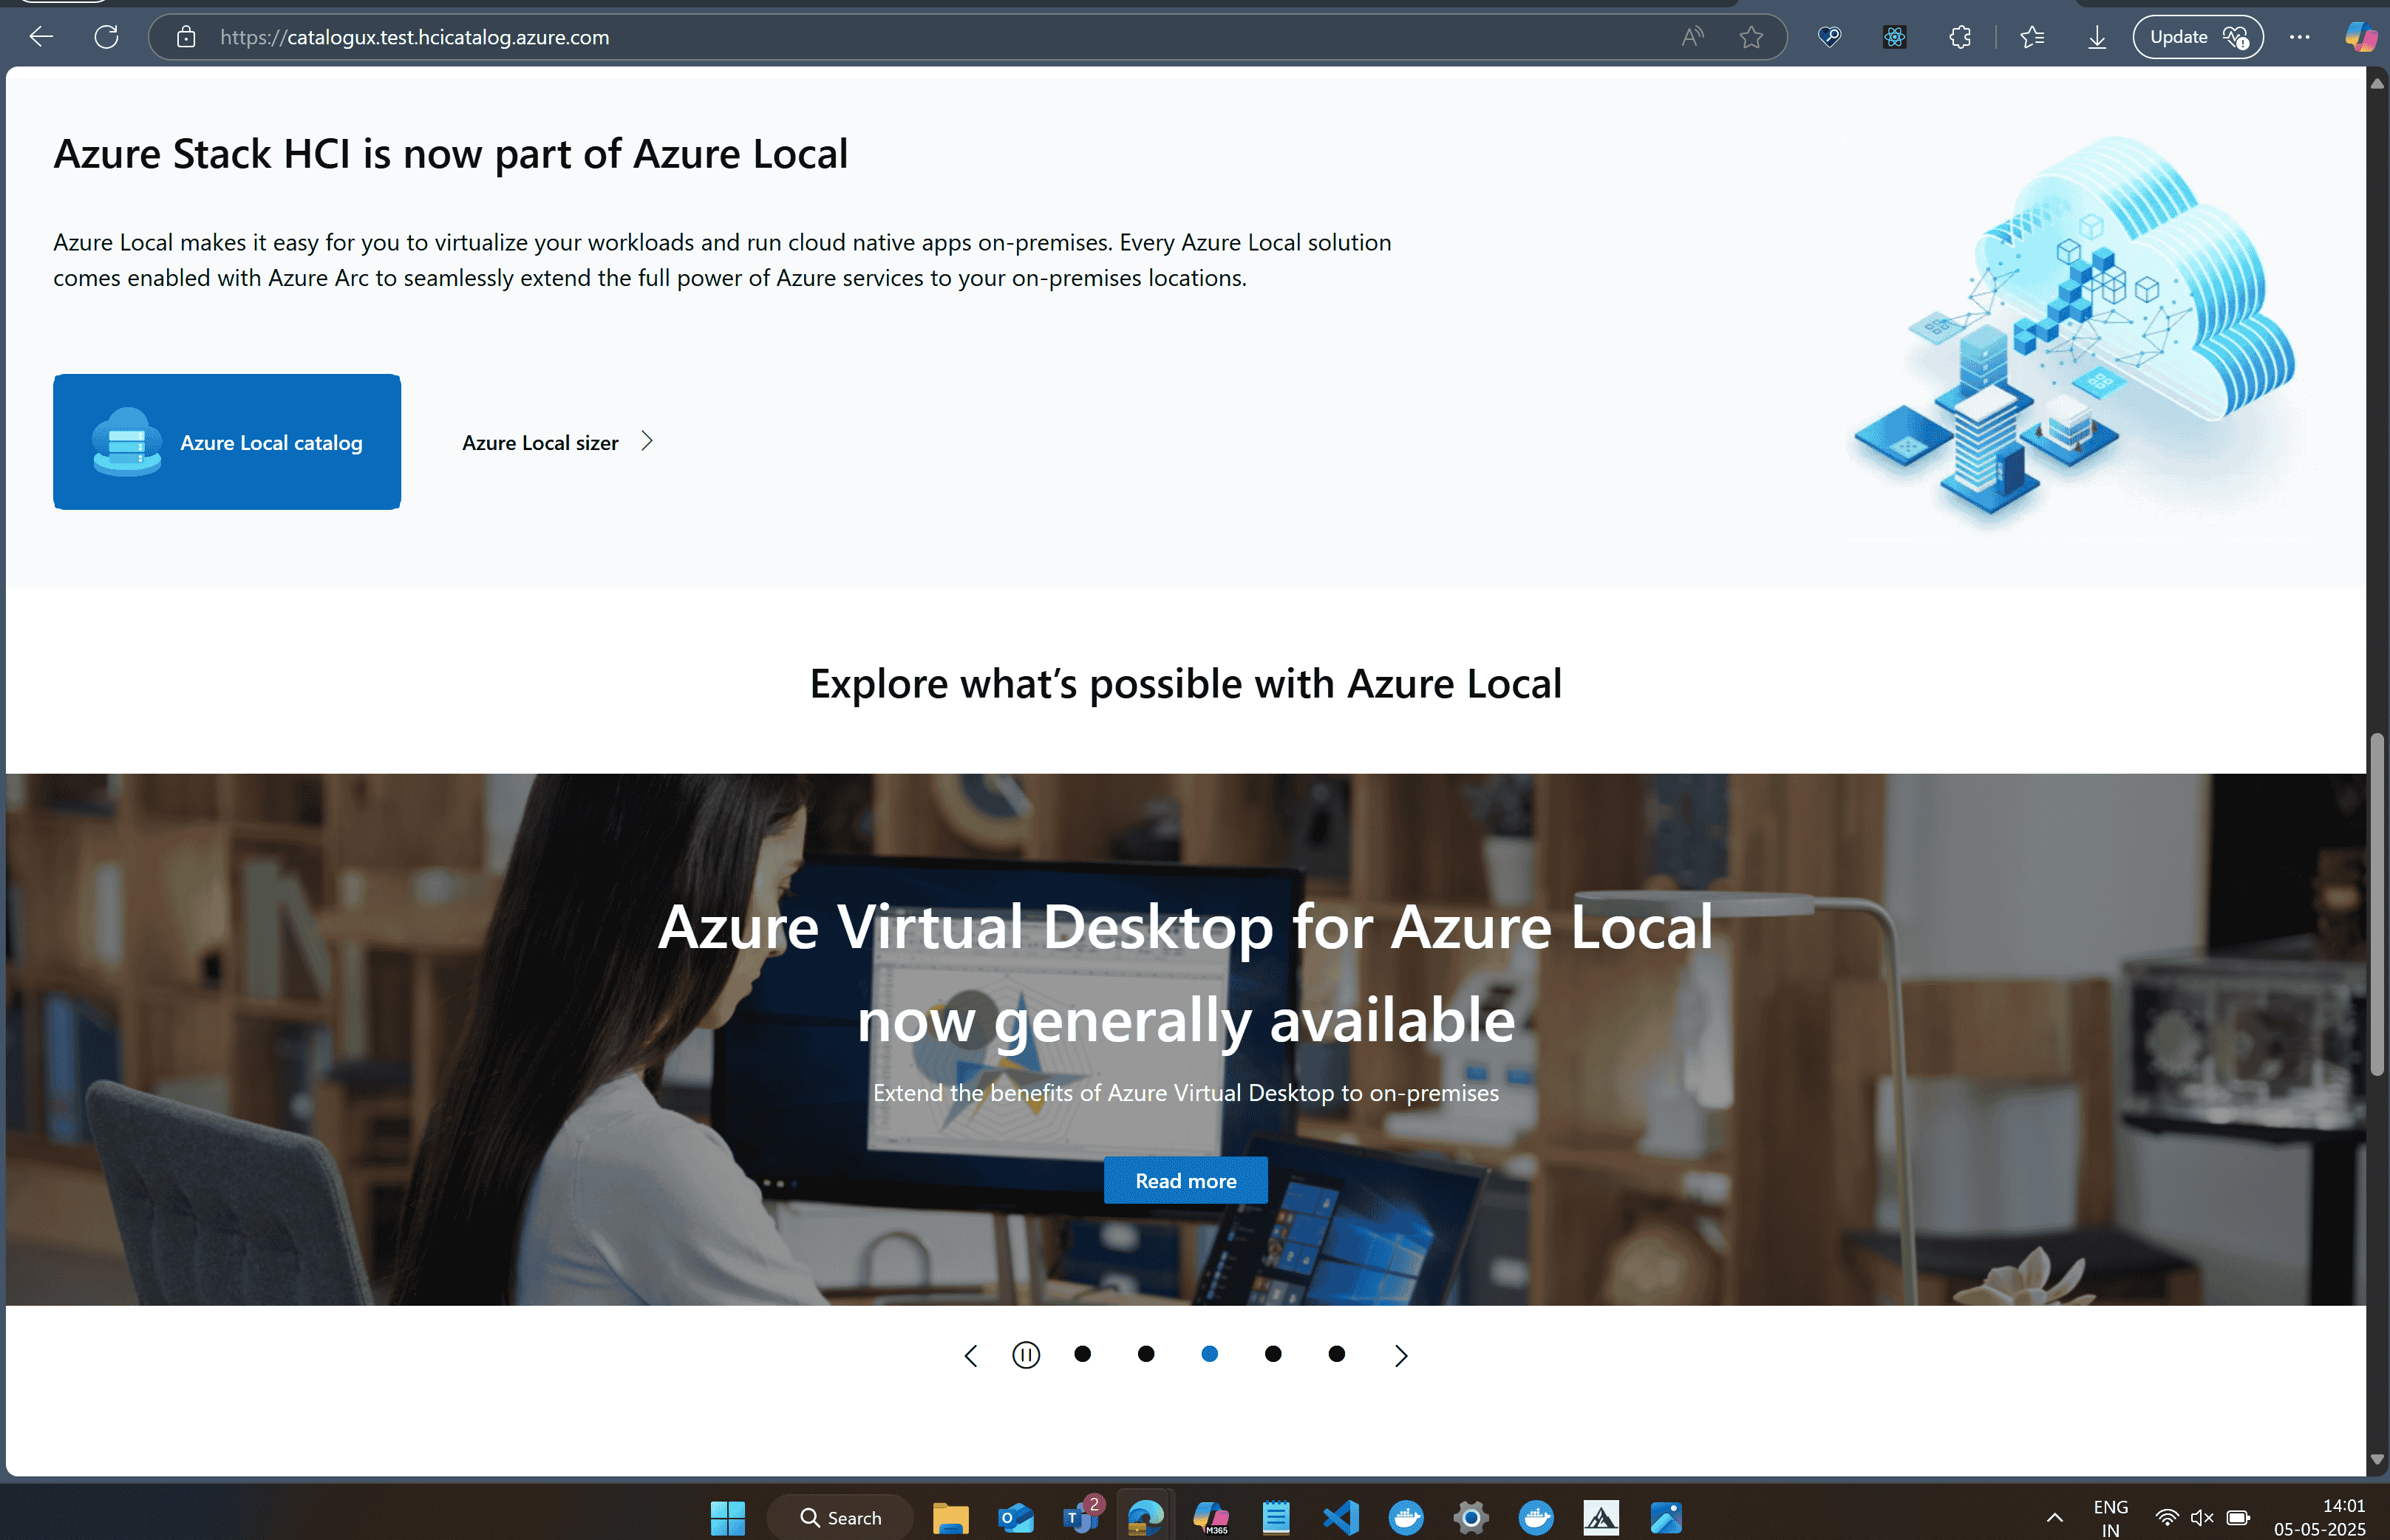 https://catalogux.test.hcicatalog.azure.com
Update
Azure Stack HCI is now part of Azure Local
Azure Local makes it easy for you to virtualize your workloads and run cloud native apps on-premises. Every Azure Local solution
comes enabled with Azure Arc to seamlessly extend the full power of Azure services to your on-premises locations.
Azure Local catalog
Azure Local sizer
Explore what’s possible with Azure Local
Azure Virtual Desktop for Azure Local
now generally available
Extend the benefits of Azure Virtual Desktop to on-premises
Read more
Search
2
M365
ENG
IN
14:01
05-05-2025